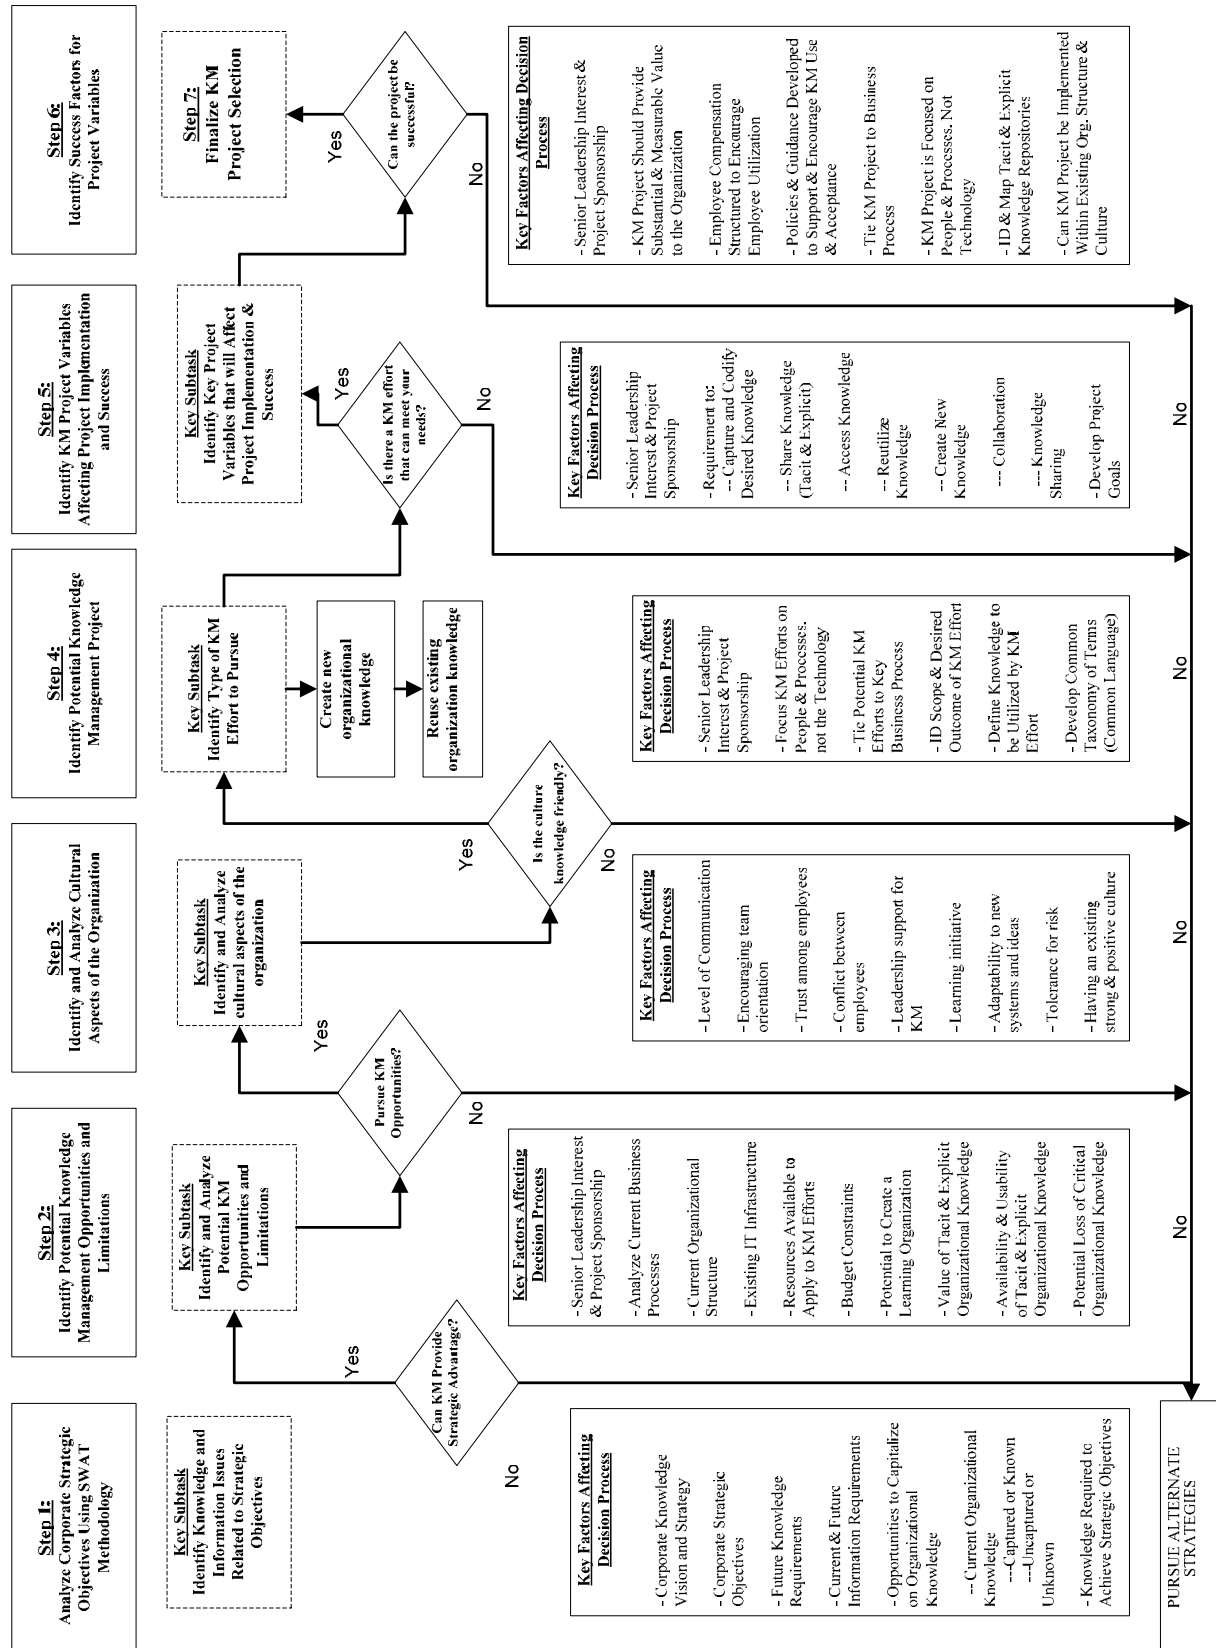 Step 1:
Analyze Corporate Strategic
Objectives Using SWAT
Methodology
Key Subtask
Identify Knowledge and
Information Issues
Related to Strategic
Objectives
Can KM Provide
Strategic Advantage?
Yes
No
Key Factors Affecting
Decision Process
- Corporate Knowledge
Vision and Strategy
- Corporate Strategic
Objectives
- Future Knowledge
Requirements
- Current & Future
Information Requirements
- Opportunities to Capitalize
on Organizational
Knowledge
-- Current Organizational
Knowledge
---Captured or Known
---Uncaptured or
Unknown
- Knowledge Required to
Achieve Strategic Objectives
PURSUE ALTERNATE
STRATEGIES
Step 2:
Identify Potential Knowledge
Management Opportunities and
Limitations
Key Subtask
Identify and Analyze
Potential KM
Opportunities and
Limitations
Pursue KM
Opportunities?
Yes
No
Key Factors Affecting
Decision Process
- Senior Leadership Interest
& Project Sponsorship
- Analyze Current Business
Processes
- Current Organizational
Structure
- Existing IT Infrastructure
- Resources Available to
Apply to KM Efforts
- Budget Constraints
- Potential to Create a
Learning Organization
- Value of Tacit & Explicit
Organizational Knowledge
- Availability & Usability
of Tacit & Explicit
Organizational Knowledge
- Potential Loss of Critical
Organizational Knowledge
No
Step 3:
Identify and Analyze Cultural
Aspects of the Organization
Key Subtask
Identify and Analyze
cultural aspects of the
organization
Is the culture
knowledge friendly?
Yes
No
Key Factors Affecting
Decision Process
- Level of Communication
- Encouraging team
orientation
- Trust among employees
- Conflict between
employees
- Leadership support for
KM
- Learning initiative
- Adaptability to new
systems and ideas
- Tolerance for risk
- Having an existing
strong & positive culture
No
Step 4:
Identify Potential Knowledge
Management Project
Key Subtask
Identify Type of KM
Effort to Pursue
Create new
organizational
knowledge
Reuse existing
organization knowledge
Is there a KM effort
that can meet your
needs?
Yes
No
Key Factors Affecting
Decision Process
- Senior Leadership
Interest & Project
Sponsorship
- Focus KM Efforts on
People & Processes,
not the Technology
- Tie Potential KM
Efforts to Key
Business Process
- ID Scope & Desired
Outcome of KM Effort
- Define Knowledge to
be Utilized by KM
Effort
- Develop Common
Taxonomy of Terms
(Common Language)
No
Step 5:
Identify KM Project Variables
Affecting Project Implementation
and Success
Key Subtask
Identify Key Project
Variables that will Affect
Project Implementation &
Success
Can the project be
successful?
Yes
No
Key Factors Affecting
Decision Process
- Senior Leadership
Interest & Project
Sponsorship
- Requirement to:
-- Capture and Codify
Desired Knowledge
-- Share Knowledge
(Tacit & Explicit)
-- Access Knowledge
-- Reutilize
Knowledge
-- Create New
Knowledge
--- Collaboration
--- Knowledge
Sharing
- Develop Project
Goals
No
Step 6:
Identify Success Factors for
Project Variables
Step 7:
Finalize KM
Project Selection
Key Factors Affecting Decision
Process
- Senior Leadership Interest &
Project Sponsorship
- KM Project Should Provide
Substantial & Measurable Value
to the Organization
- Employee Compensation
Structured to Encourage
Employee Utilization
- Policies & Guidance Developed
to Support & Encourage KM Use
& Acceptance
- Tie KM Project to Business
Process
- KM Project is Focused on
People & Processes, Not
Technology
- ID & Map Tacit & Explicit
Knowledge Repositories
- Can KM Project be Implemented
Within Existing Org. Structure &
Culture